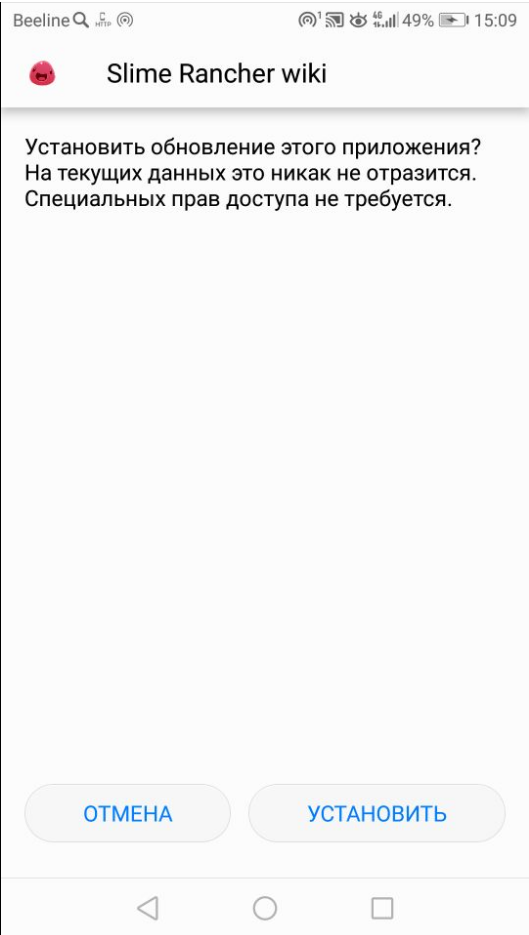 Beeline 49% 15:09
Slime Rancher wiki
Установить обновление этого приложения?
На текущих данных это никак не отразится.
Специальных прав доступа не требуется.
ОТМЕНА УСТАНОВИТЬ